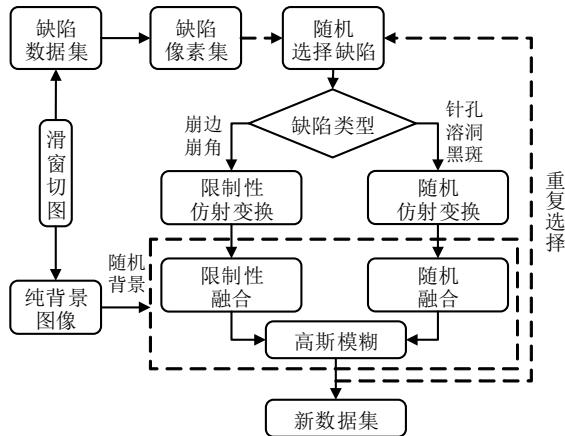 缺陷
数据集
缺陷
像素集
随机
选择缺陷
缺陷类型
崩边
崩角
针孔
溶洞
黑斑
滑
窗
切
图
限制性
仿射变换
随机
仿射变换
重
复
选
择
随机
背景
纯背景
图像
限制性
融合
随机
融合
高斯模糊
新数据集